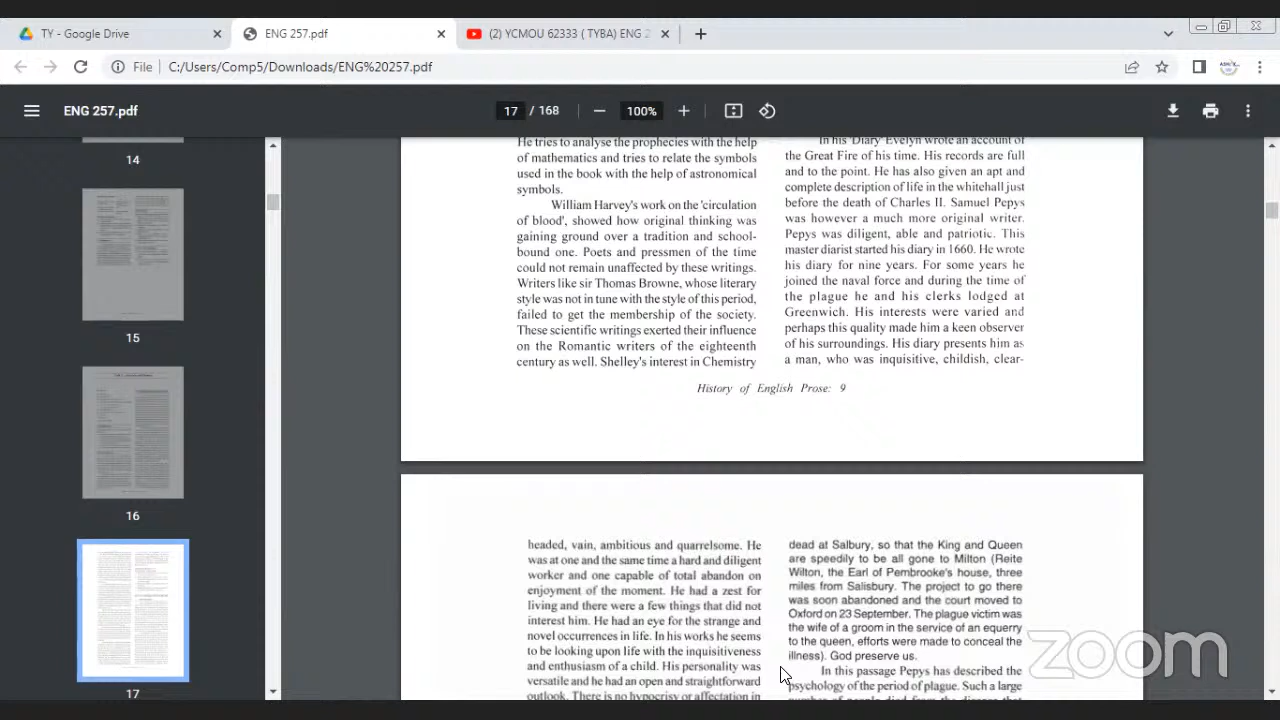 TY - Google Drive
ENG 257.pdf
(2) YCMOU 62333 ( TYBA) ENG 2
File
C:/Users/Comp5/Downloads/ENG%20257.pdf
ENG 257.pdf
17 / 168
100%
14
15
16
17
He tries to analyse the prophecies with the help
of mathematics and tries to relate the symbols
used in the book with the help of astronomical
symbols.
William Harvey's work on the 'circulation
of blood', showed how original thinking was
gaining ground over a tradition and school-
bound one. Poets and pressmen of the time
could not remain unaffected by these writings.
Writers like sir Thomas Browne, whose literary
style was not in tune with the style of this period,
failed to get the membership of the society.
These scientific writings exerted their influence
on the Romantic writers of the eighteenth
century as well. Shelley's interest in Chemistry
In his 'Diary' Evelyn wrote an account of
the Great Fire of his time. His records are full
and to the point. He has also given an apt and
complete description of life in the whitehall just
before the death of Charles II. Samuel Pepys
was however a much more original writer.
Pepys was diligent, able and patriotic. This
master diarist started his diary in 1660. He wrote
his diary for nine years. For some years he
joined the naval force and during the time of
the plague he and his clerks lodged at
Greenwich. His interests were varied and
perhaps this quality made him a keen observer
of his surroundings. His diary presents him as
a man, who was inquisitive, childish, clear-
History of English Prose: 9
headed, vain, ambitious and quarrelsome. He
was at one and the same time a hard and diligent
worker and one capable of total abandon on
enjoyment of the moment. He had a zest for
living and there were a few things that did not
interest him. He had an eye for the strange and
novel occurrences in life. In his works he seems
to be looking upon life with the inquisitiveness
and enthusiasm of a child. His personality was
versatile and he had an open and straightforward
outlook. There is no hypocrisy or affectation in
dead at Salbury, so that the King and Queen
are speedily to be all gone to Milton (Reite
Wilton, the Earl of Pembrooke's house, three
miles from Salisbury. The project to go there
was soon abandoned and the court moved to
Oxford on 23 September. The plague victim was
the wife of a groom in the service of an equerry
to the queen, efforts were made to conceal the
illness). God preserve us.
In this passage Pepys has described the
psychology of the period of plague. Such a large
number of people died from the disease that
zoom